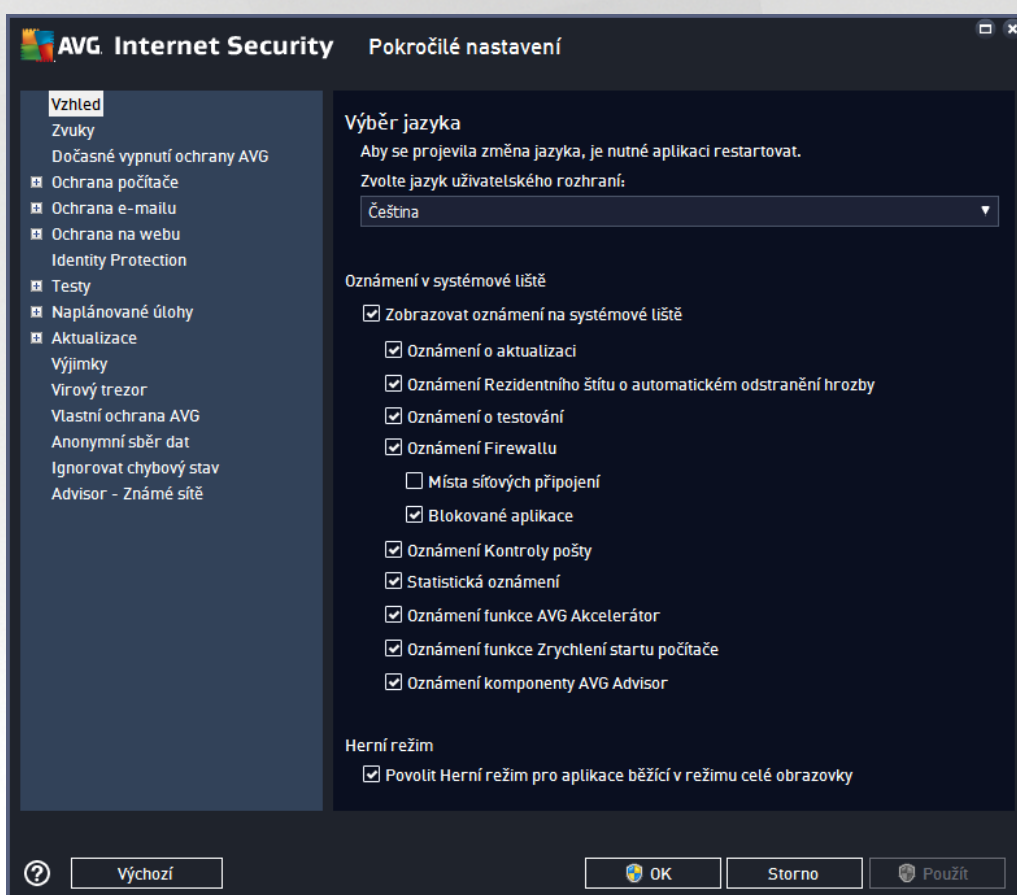 AVG Internet Security Pokročilé nastavení
Vzhled
Zvuky
Dočasné vypnutí ochrany AVG
Ochrana počítače
Ochrana e-mailu
Ochrana na webu
Identity Protection
Testy
Naplánované úlohy
Aktualizace
Výjimky
Virový trezor
Vlastní ochrana AVG
Anonymní sběr dat
Ignorovat chybový stav
Advisor - Známé sítě
Výběr jazyka
Aby se projevila změna jazyka, je nutné aplikaci restartovat.
Zvolte jazyk uživatelského rozhraní:
Čeština
Oznámení v systémové liště
Zobrazovat oznámení na systémové liště
Oznámení o aktualizaci
Oznámení Rezidentního štítu o automatickém odstranění hrozby
Oznámení o testování
Oznámení Firewallu
Místa síťových připojení
Blokované aplikace
Oznámení Kontroly pošty
Statistická oznámení
Oznámení funkce AVG Akcelerátor
Oznámení funkce Zrychlení startu počítače
Oznámení komponenty AVG Advisor
Herní režim
Povolit Herní režim pro aplikace běžící v režimu celé obrazovky
? Výchozí OK Storno Použít